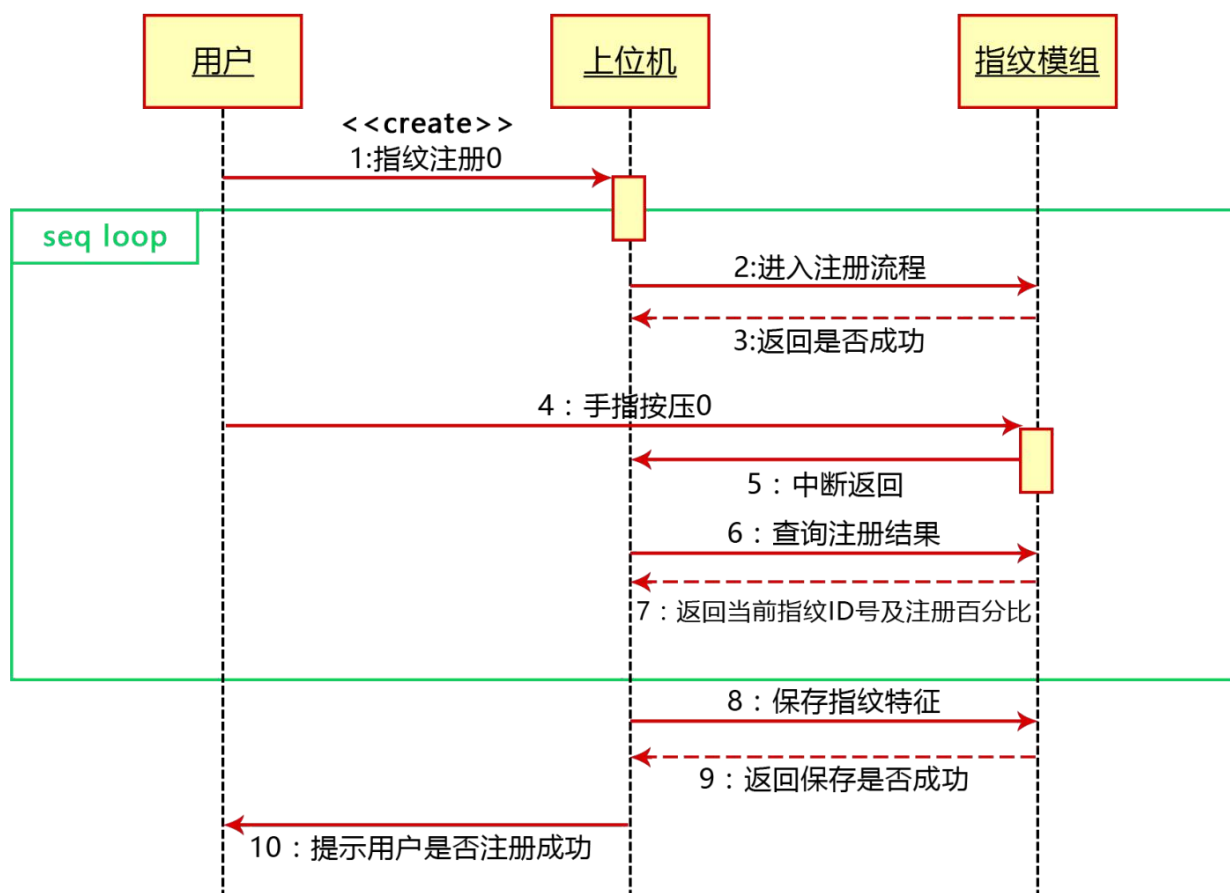 用户
上位机
指纹模组
<<create>>
1:指纹注册0
seq loop
2:进入注册流程
3:返回是否成功
4：手指按压0
5：中断返回
6：查询注册结果
7：返回当前指纹ID号及注册百分比
8：保存指纹特征
9：返回保存是否成功
10：提示用户是否注册成功